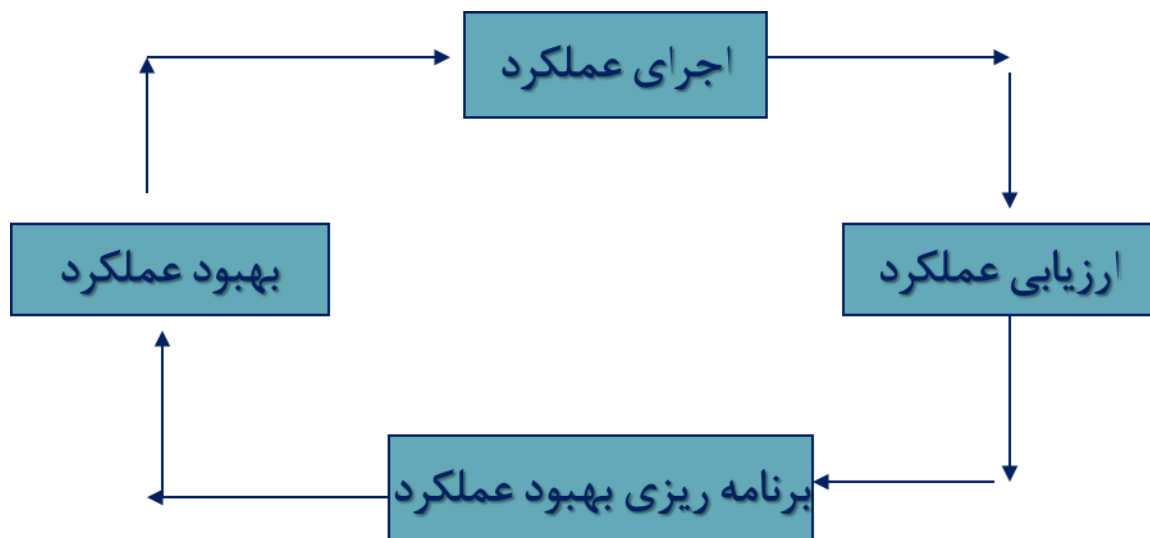 اجرای عملکرد
ارزیابی عملکرد
برنامه ریزی بهبود عملکرد
بهبود عملکرد